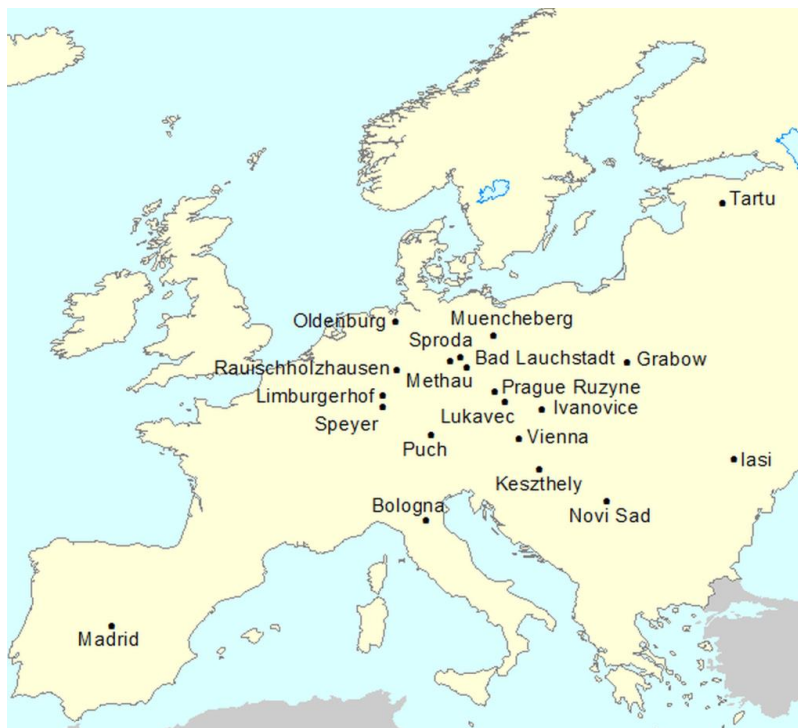 Tartu
Oldenburg
Muencheberg
Sproda
Bad Lauchstadt
Grabow
Rauischholzhausen
Methau
Prague Ruzyne
Limburgerhof
Lukavec
Ivanovice
Speyer
Vienna
Puch
Iasi
Keszthely
Bologna
Novi Sad
Madrid